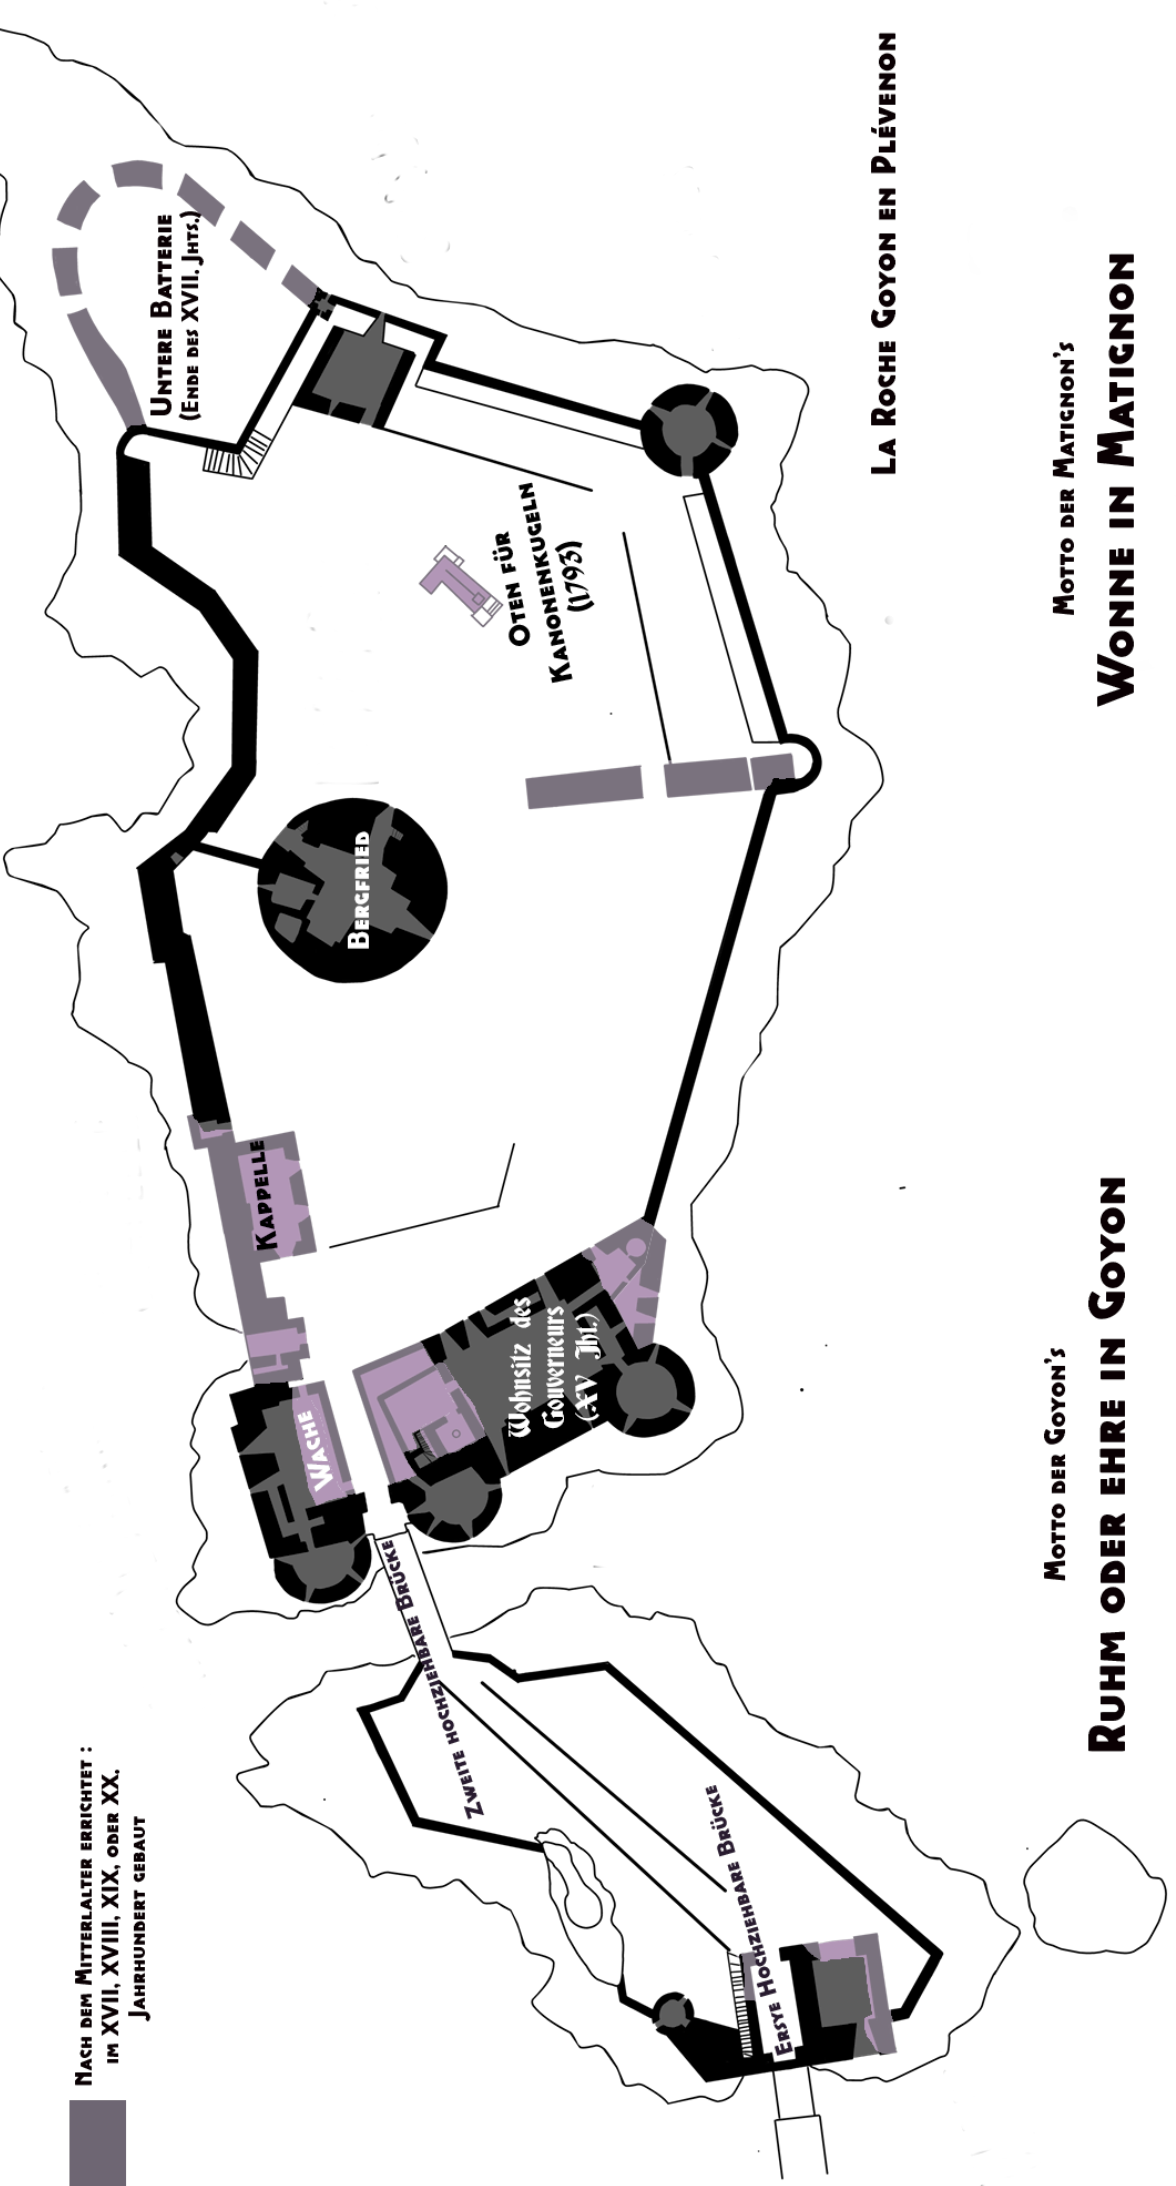 La Roche Goyon en Plévenon
Motto der Matignon's
Wonne in Matignon
Motto der Goyon's
Ruhm oder ehre in Goyon
Untere Batterie
(Ende des XVII. Jhts.)
Oten für
Kanonenkugeln
(1793)
Bergfried
Kappelle
Wache
Wohnsitz des
Gouverneurs
(XV Jht.)
Zweite hochziehbare Brücke
Ersye Hochziehbare Brücke
Nach dem Mitterlalter errichtet :
im XVII, XVIII, XIX, oder XX.
Jahrhundert gebaut